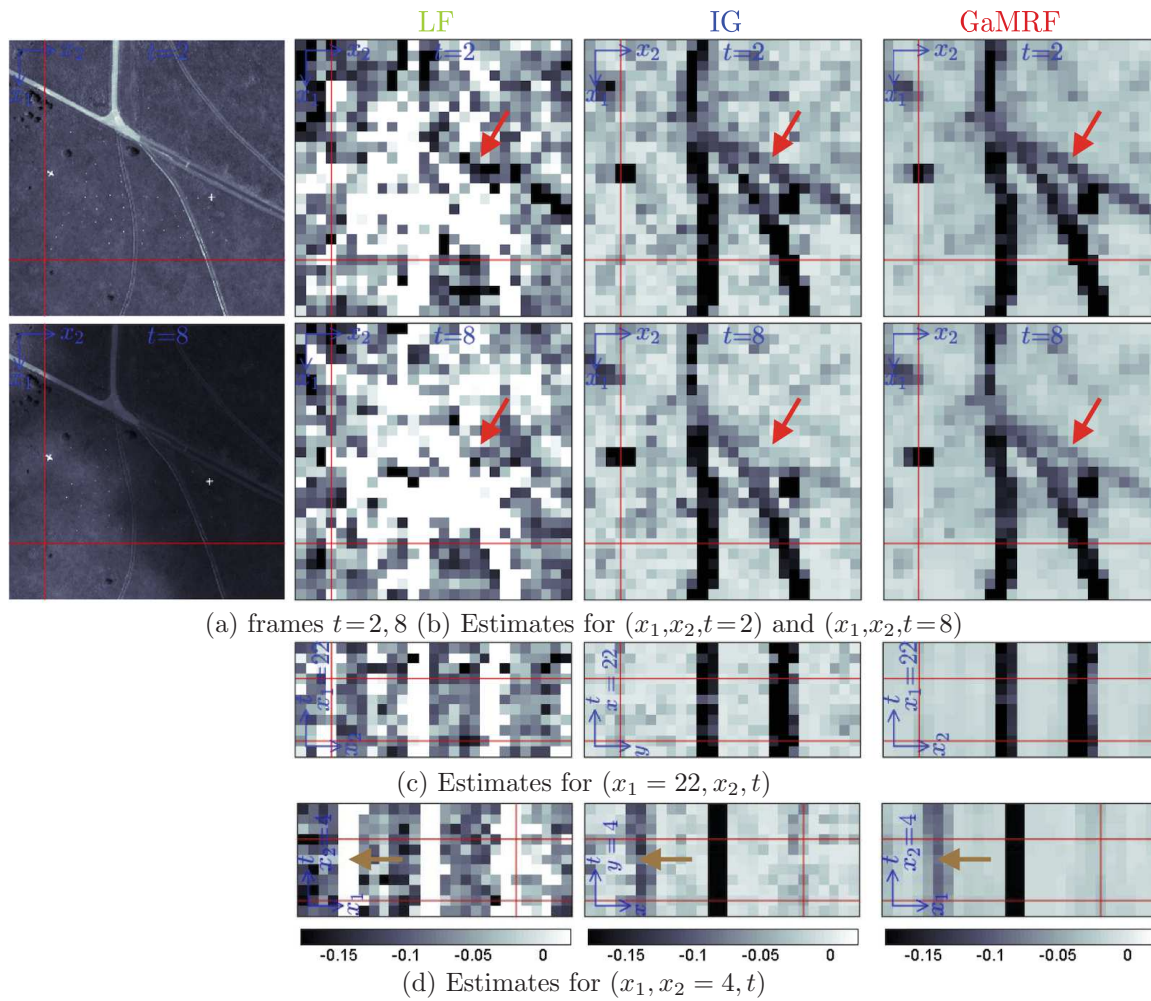 LF IG GaMRF
x₂ t=2 x₂ t=2 x₂ t=2 x₂ t=2
x₁ x₁ x₁ x₁
x₂ t=8 x₂ t=8 x₂ t=8 x₂ t=8
x₁ x₁ x₁ x₁
(a) frames t=2, 8 (b) Estimates for (x₁,x₂,t=2) and (x₁,x₂,t=8)
t x₁=22 x₂ t x = 22 y t x₁=22 x₂
(c) Estimates for (x₁ = 22, x₂, t)
t x₂=4 x₁ t y = 4 x t x₂=4 x₁
-0.15 -0.1 -0.05 0 -0.15 -0.1 -0.05 0 -0.15 -0.1 -0.05 0
(d) Estimates for (x₁, x₂ = 4, t)